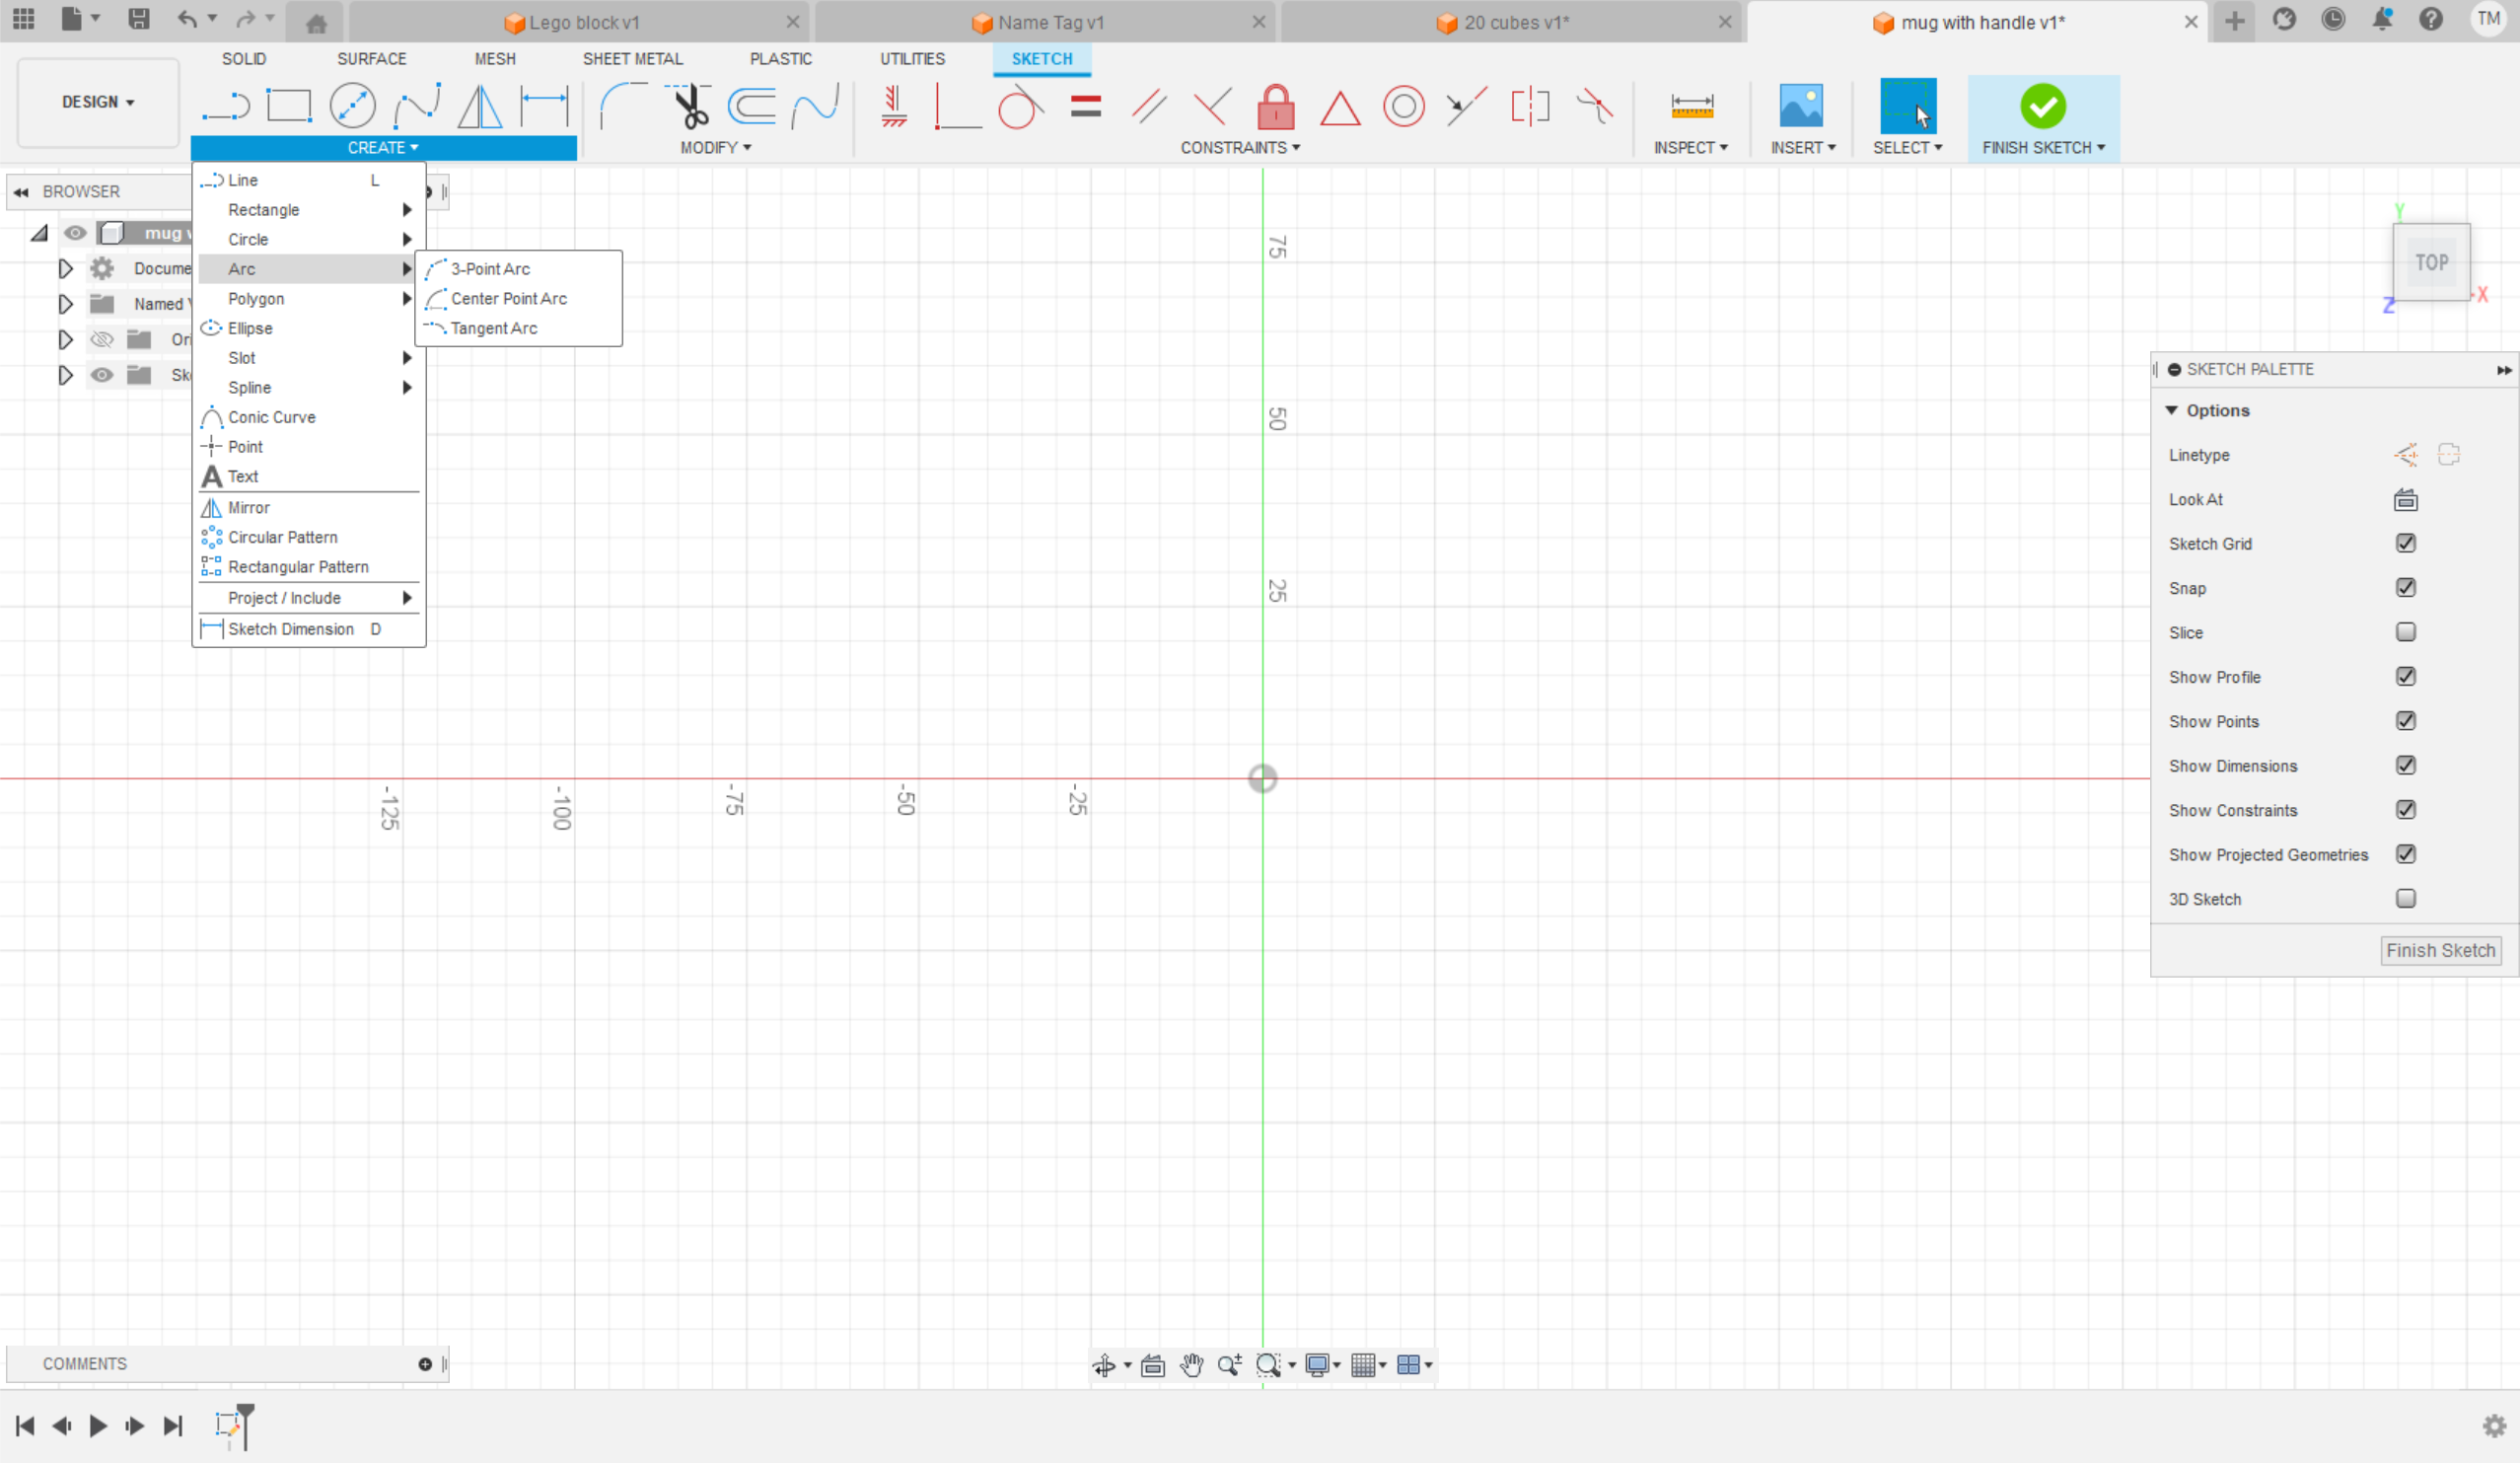 Lego block v1
Name Tag v1
20 cubes v1*
mug with handle v1*
TM
DESIGN
SOLID
SURFACE
MESH
SHEET METAL
PLASTIC
UTILITIES
SKETCH
CREATE
MODIFY
CONSTRAINTS
INSPECT
INSERT
SELECT
FINISH SKETCH
BROWSER
mug
Named
Line L
Rectangle
Circle
Arc
Polygon
Ellipse
Slot
Spline
Conic Curve
Point
A Text
Mirror
Circular Pattern
Rectangular Pattern
Project / Include
Sketch Dimension D
3-Point Arc
Center Point Arc
Tangent Arc
75
50
25
-125
-100
-75
-50
-25
Y
TOP
Z
X
SKETCH PALETTE
Options
Linetype
Look At
Sketch Grid
Snap
Slice
Show Profile
Show Points
Show Dimensions
Show Constraints
Show Projected Geometries
3D Sketch
Finish Sketch
COMMENTS